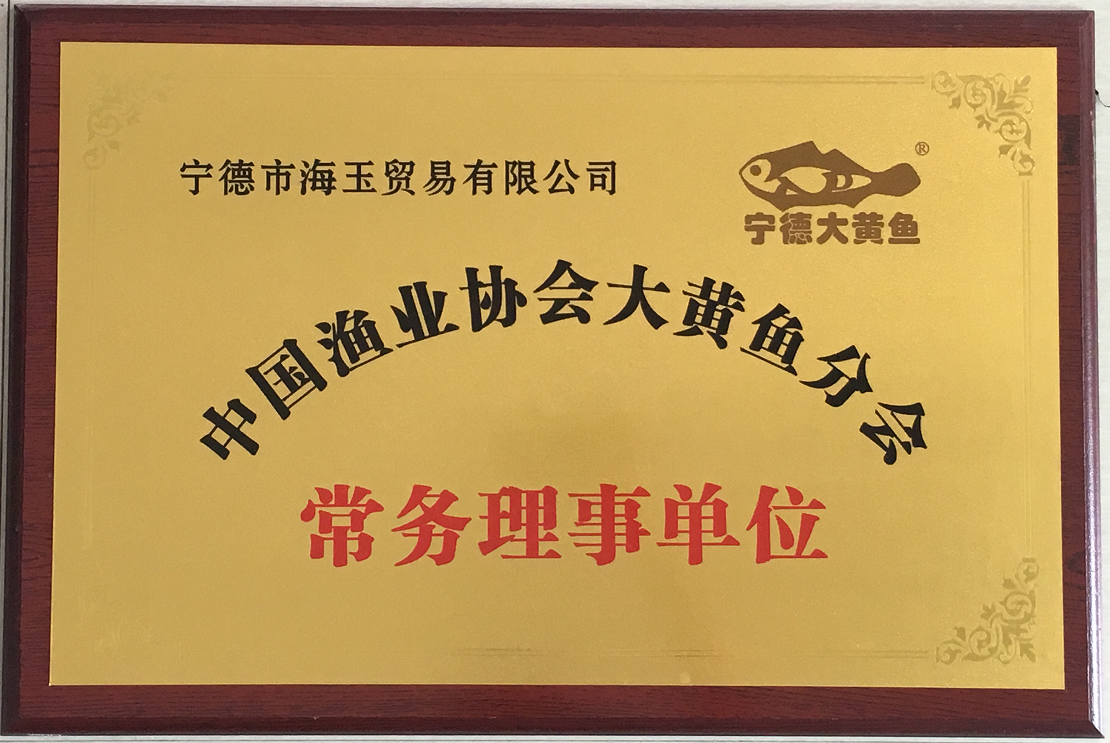 宁德市海玉贸易有限公司
®
宁德大黄鱼
中国渔业协会大黄鱼分会
常务理事单位